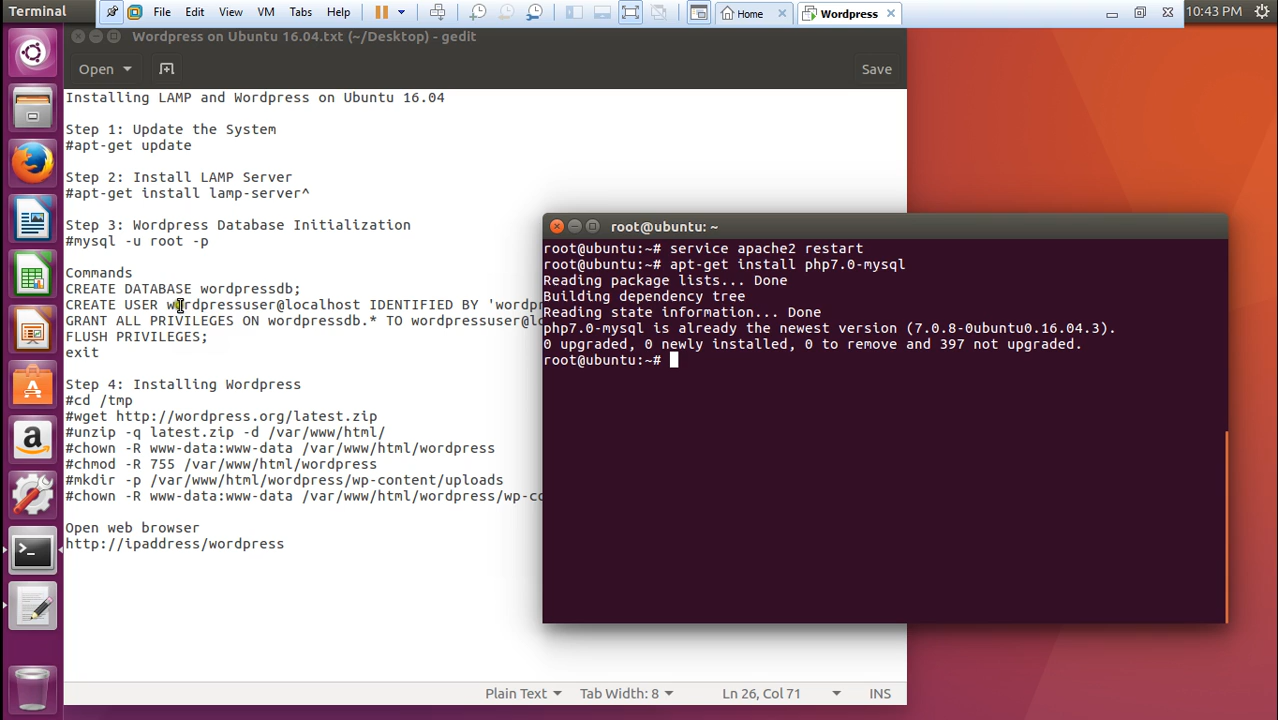 Terminal
File Edit View VM Tabs Help
Home
Wordpress
10:43 PM
Wordpress on Ubuntu 16.04.txt (~/Desktop) - gedit
Open
Save
Installing LAMP and Wordpress on Ubuntu 16.04
Step 1: Update the System
#apt-get update
Step 2: Install LAMP Server
#apt-get install lamp-server^
Step 3: Wordpress Database Initialization
#mysql -u root -p
Commands
CREATE DATABASE wordpressdb;
CREATE USER wordpressuser@localhost IDENTIFIED BY 'wordpr
GRANT ALL PRIVILEGES ON wordpressdb.* TO wordpressuser@lo
FLUSH PRIVILEGES;
exit
Step 4: Installing Wordpress
#cd /tmp
#wget http://wordpress.org/latest.zip
#unzip -q latest.zip -d /var/www/html/
#chown -R www-data:www-data /var/www/html/wordpress
#chmod -R 755 /var/www/html/wordpress
#mkdir -p /var/www/html/wordpress/wp-content/uploads
#chown -R www-data:www-data /var/www/html/wordpress/wp-co
Open web browser
http://ipaddress/wordpress
root@ubuntu: ~
root@ubuntu:~# service apache2 restart
root@ubuntu:~# apt-get install php7.0-mysql
Reading package lists... Done
Building dependency tree
Reading state information... Done
php7.0-mysql is already the newest version (7.0.8-0ubuntu0.16.04.3).
0 upgraded, 0 newly installed, 0 to remove and 397 not upgraded.
root@ubuntu:~#
Plain Text
Tab Width: 8
Ln 26, Col 71
INS